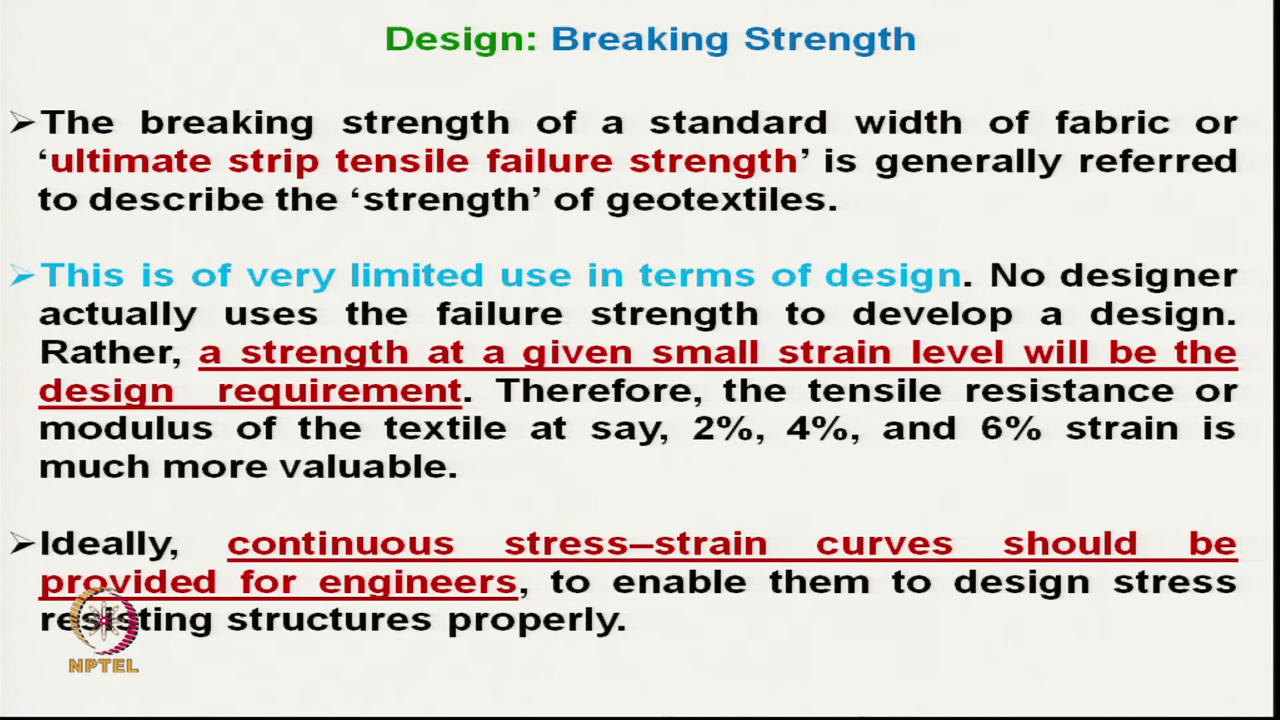 Design: Breaking Strength
➢The breaking strength of a standard width of fabric or
‘ultimate strip tensile failure strength’ is generally referred
to describe the ‘strength’ of geotextiles.
➢This is of very limited use in terms of design. No designer
actually uses the failure strength to develop a design.
Rather, a strength at a given small strain level will be the
design requirement. Therefore, the tensile resistance or
modulus of the textile at say, 2%, 4%, and 6% strain is
much more valuable.
➢Ideally, continuous stress–strain curves should be
provided for engineers, to enable them to design stress
resisting structures properly.
NPTEL